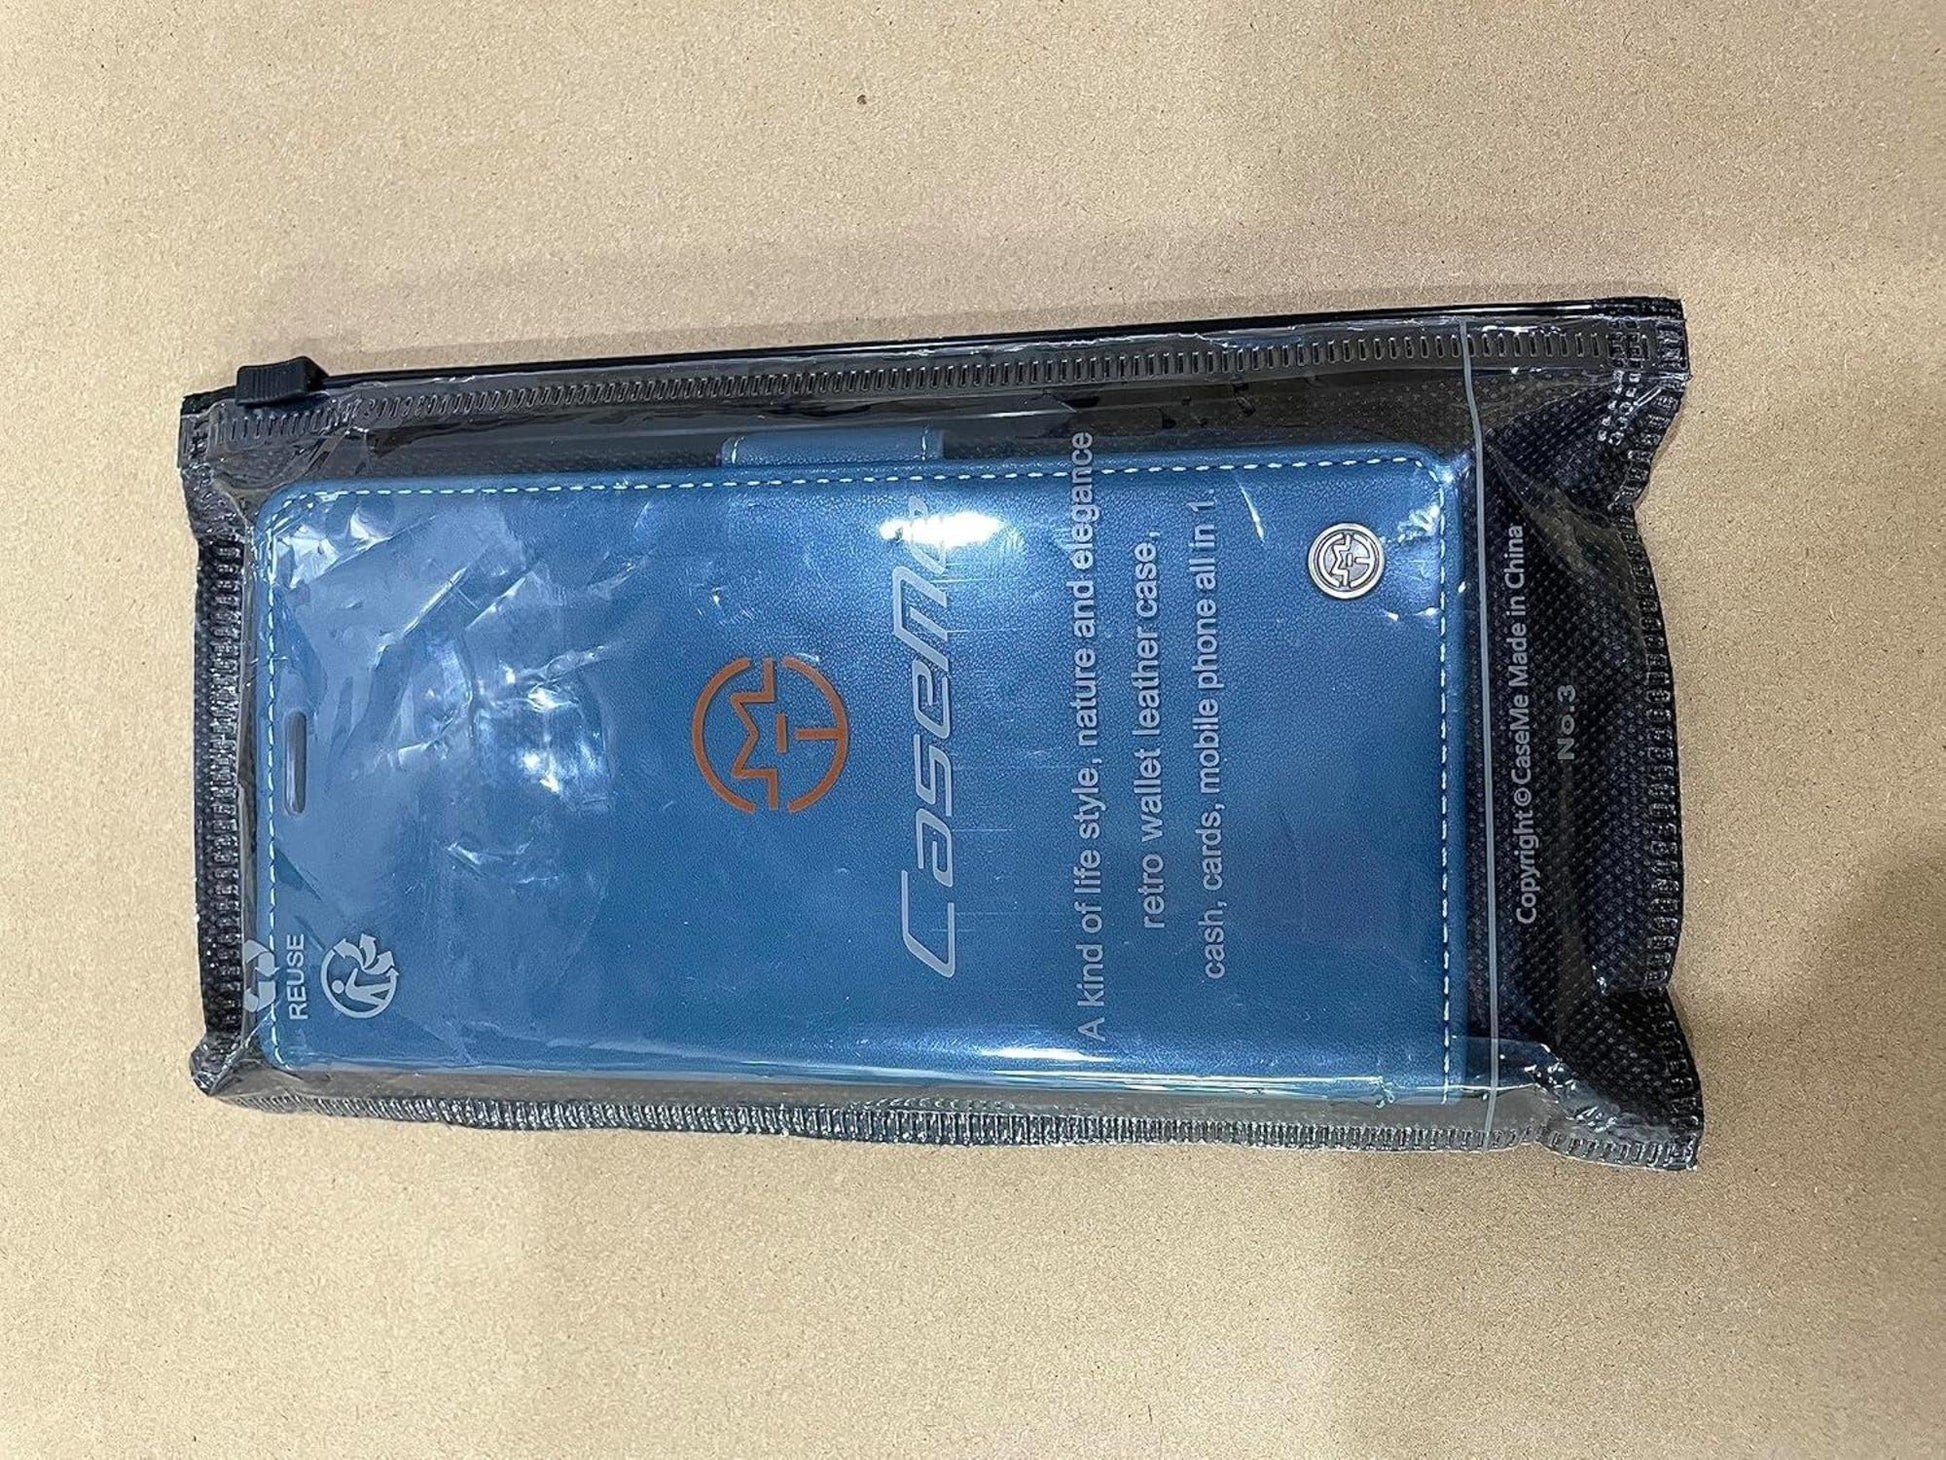 REUSE
CaseMe
A kind of life style, nature and elegance
retro wallet leather case,
cash, cards, mobile phone all in 1.
Copyright © CaseMe Made in China
No.3